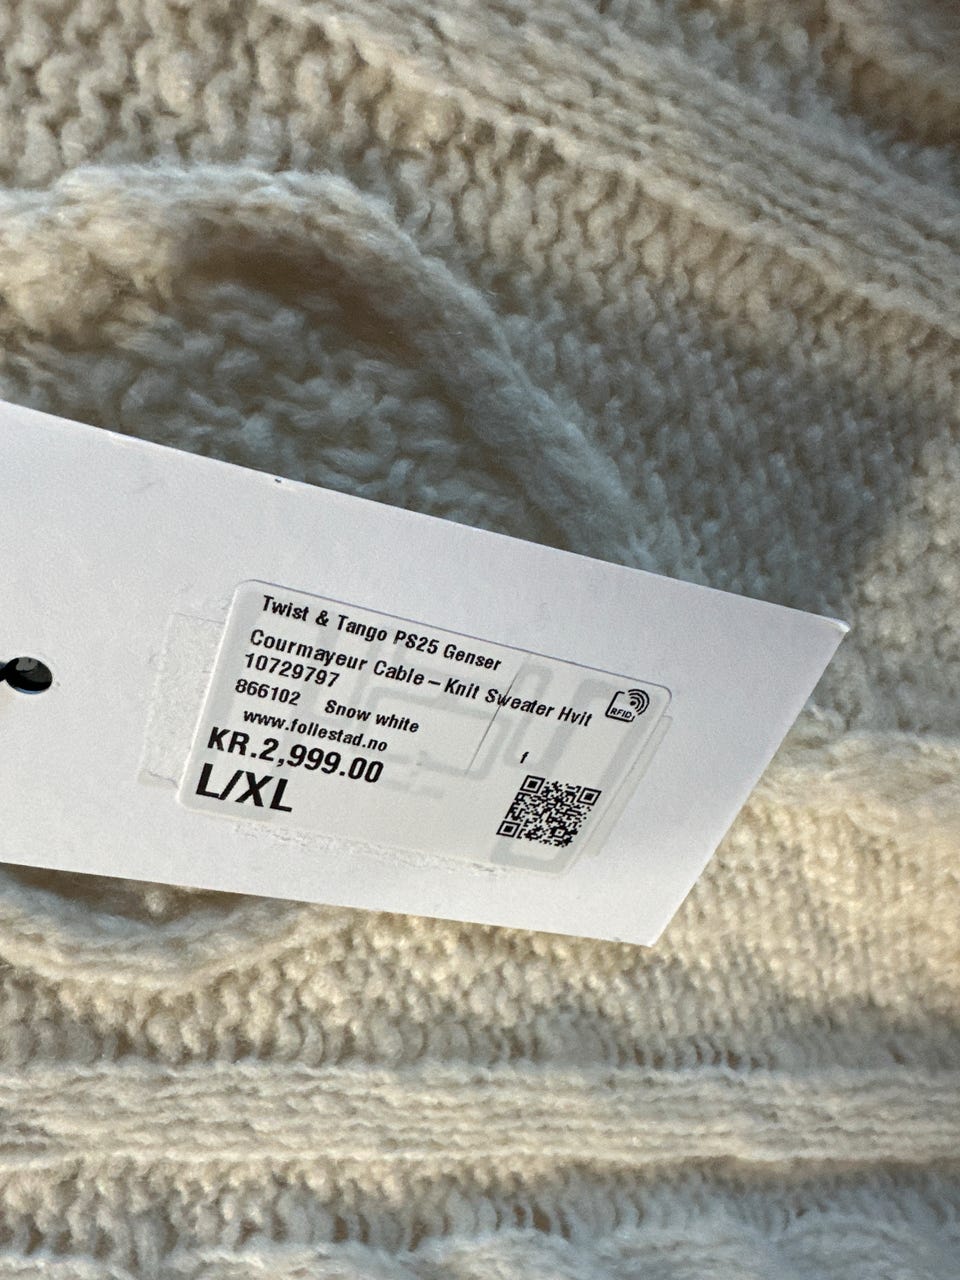 Twist & Tango PS25 Genser
Courmayeur Cable – Knit Sweater Hvit
10729797
866102 Snow white
www.follestad.no
KR.2,999.00
L/XL
RFID
f